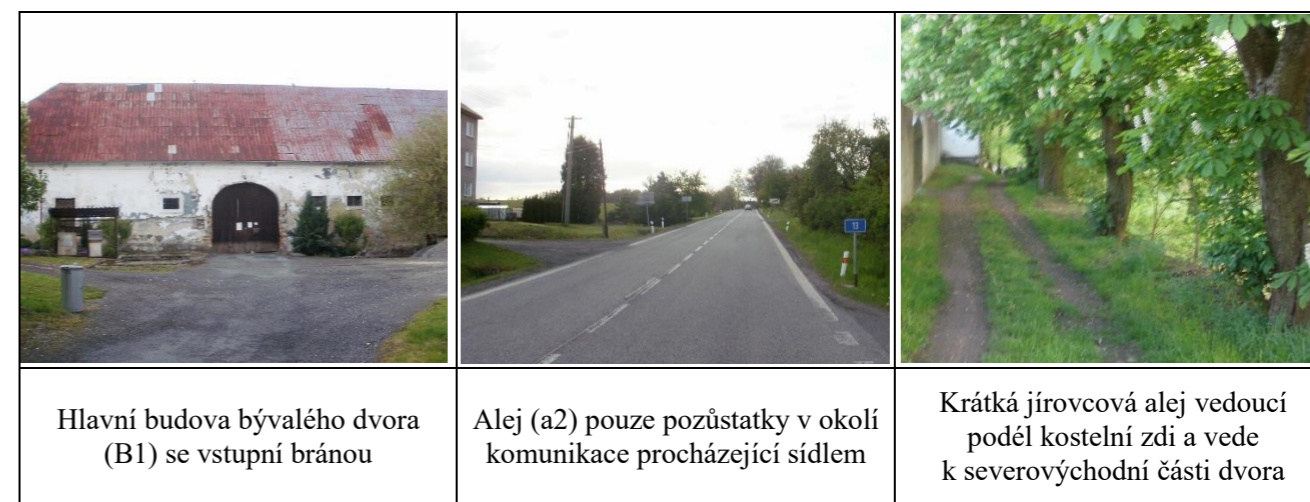 13
Hlavní budova bývalého dvora
(B1) se vstupní bránou
Alej (a2) pouze pozůstatky v okolí
komunikace procházející sídlem
Krátká jírovcová alej vedoucí
podél kostelní zdi a vede
k severovýchodní části dvora